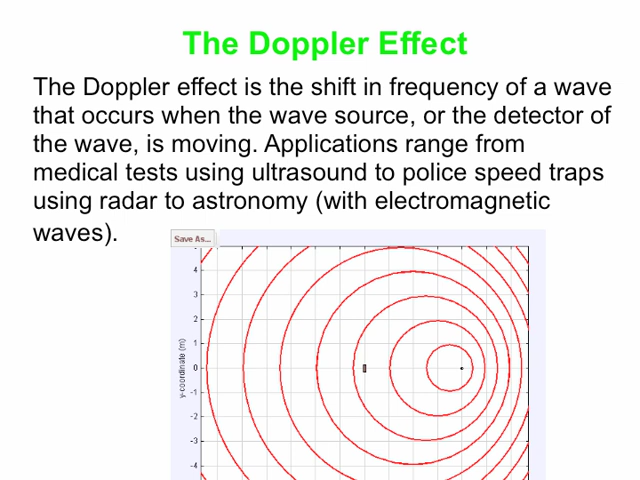 The Doppler Effect
The Doppler effect is the shift in frequency of a wave
that occurs when the wave source, or the detector of
the wave, is moving. Applications range from
medical tests using ultrasound to police speed traps
using radar to astronomy (with electromagnetic
waves).
Save As...
4
3
2
1
0
-1
-2
-3
-4
y-coordinate (m)